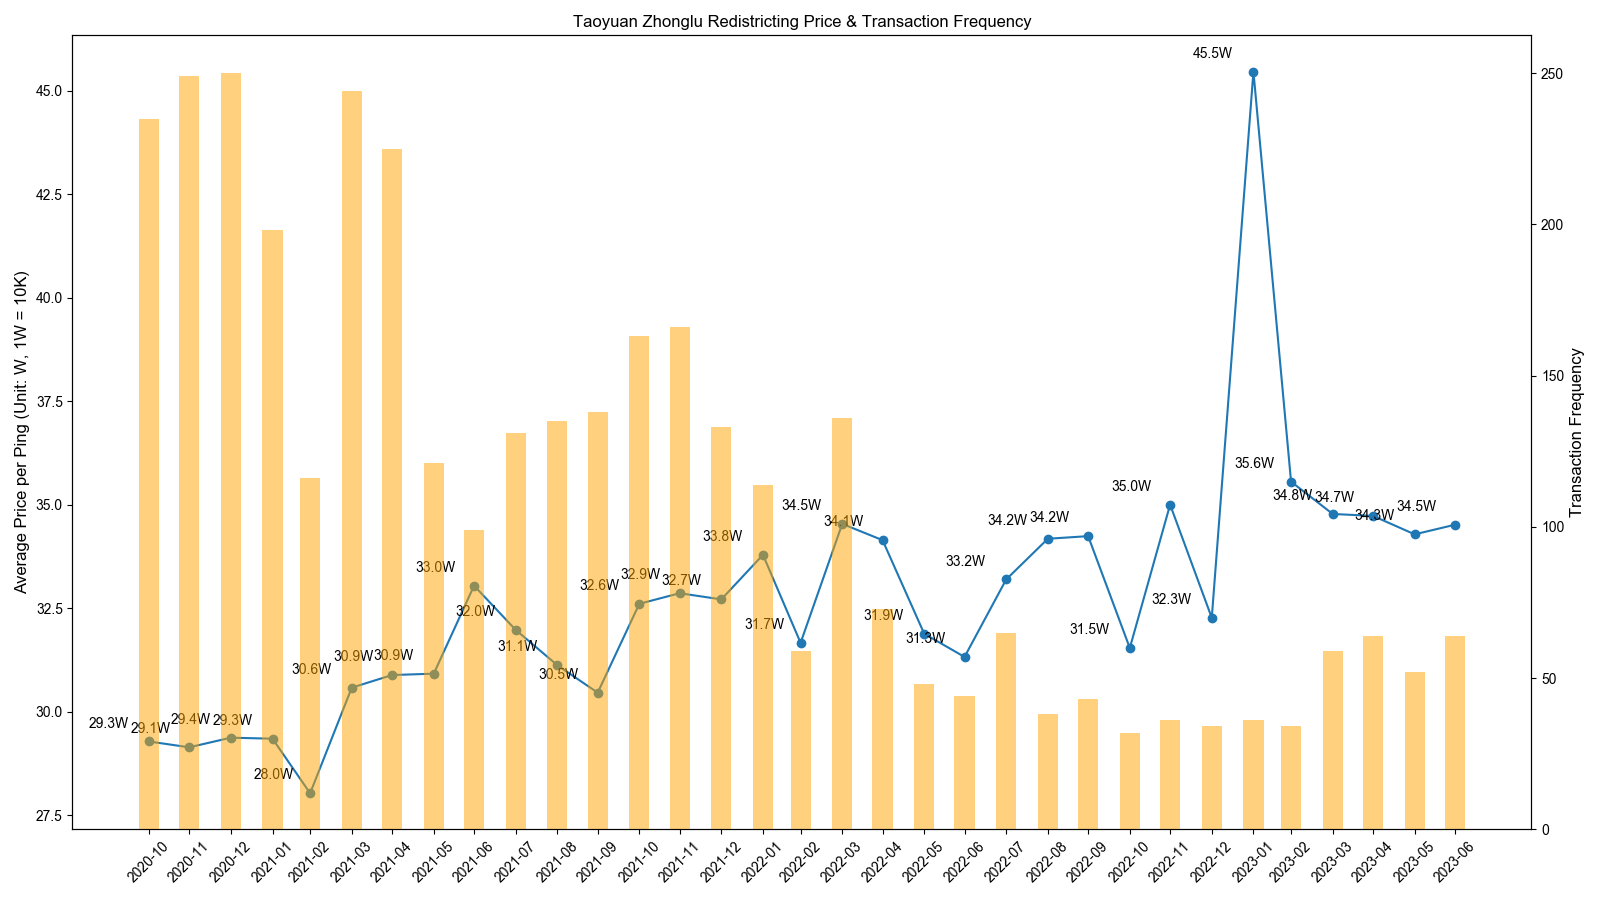 Taoyuan Zhonglu Redistricting Price & Transaction Frequency
Average Price per Ping (Unit: W, 1W = 10K)
45.0
42.5
40.0
37.5
35.0
32.5
30.0
27.5
29.3W
29.1W
29.4W
29.3W
28.0W
30.6W
30.9W
30.9W
33.0W
32.0W
31.1W
30.5W
32.6W
32.9W
32.7W
33.8W
31.7W
34.5W
34.1W
31.9W
31.3W
33.2W
34.2W
34.2W
31.5W
35.0W
32.3W
45.5W
35.6W
34.8W
34.7W
34.3W
34.5W
250
200
150
100
50
0
Transaction Frequency
2020-10
2020-11
2020-12
2021-01
2021-02
2021-03
2021-04
2021-05
2021-06
2021-07
2021-08
2021-09
2021-10
2021-11
2021-12
2022-01
2022-02
2022-03
2022-04
2022-05
2022-06
2022-07
2022-08
2022-09
2022-10
2022-11
2022-12
2023-01
2023-02
2023-03
2023-04
2023-05
2023-06